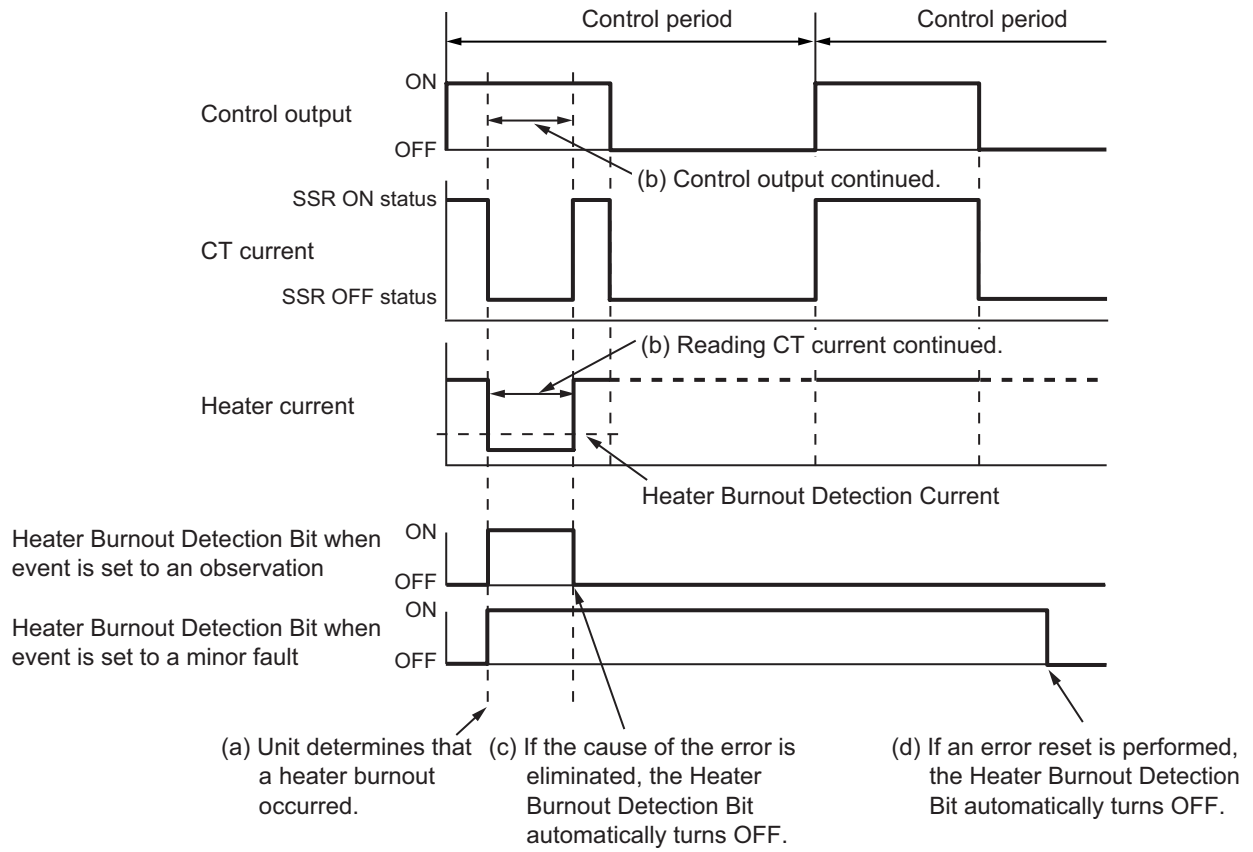 Control period
Control period
ON
Control output
OFF
(b) Control output continued.
SSR ON status
CT current
SSR OFF status
(b) Reading CT current continued.
Heater current
Heater Burnout Detection Current
Heater Burnout Detection Bit when
event is set to an observation
ON
OFF
Heater Burnout Detection Bit when
event is set to a minor fault
ON
OFF
(a) Unit determines that
a heater burnout
occurred.
(c) If the cause of the error is
eliminated, the Heater
Burnout Detection Bit
automatically turns OFF.
(d) If an error reset is performed,
the Heater Burnout Detection
Bit automatically turns OFF.